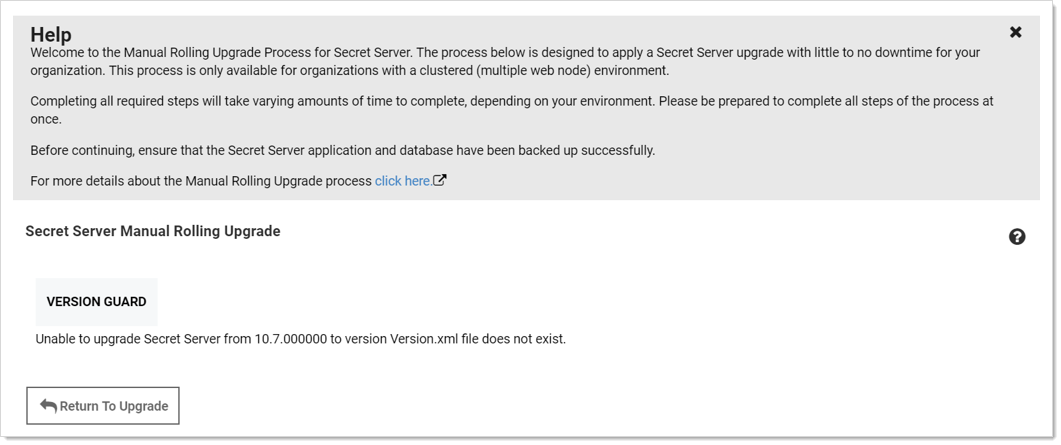 Help
Welcome to the Manual Rolling Upgrade Process for Secret Server. The process below is designed to apply a Secret Server upgrade with little to no downtime for your
organization. This process is only available for organizations with a clustered (multiple web node) environment.
Completing all required steps will take varying amounts of time to complete, depending on your environment. Please be prepared to complete all steps of the process at
once.
Before continuing, ensure that the Secret Server application and database have been backed up successfully.
For more details about the Manual Rolling Upgrade process click here.
Secret Server Manual Rolling Upgrade
VERSION GUARD
Unable to upgrade Secret Server from 10.7.000000 to version Version.xml file does not exist.
Return To Upgrade